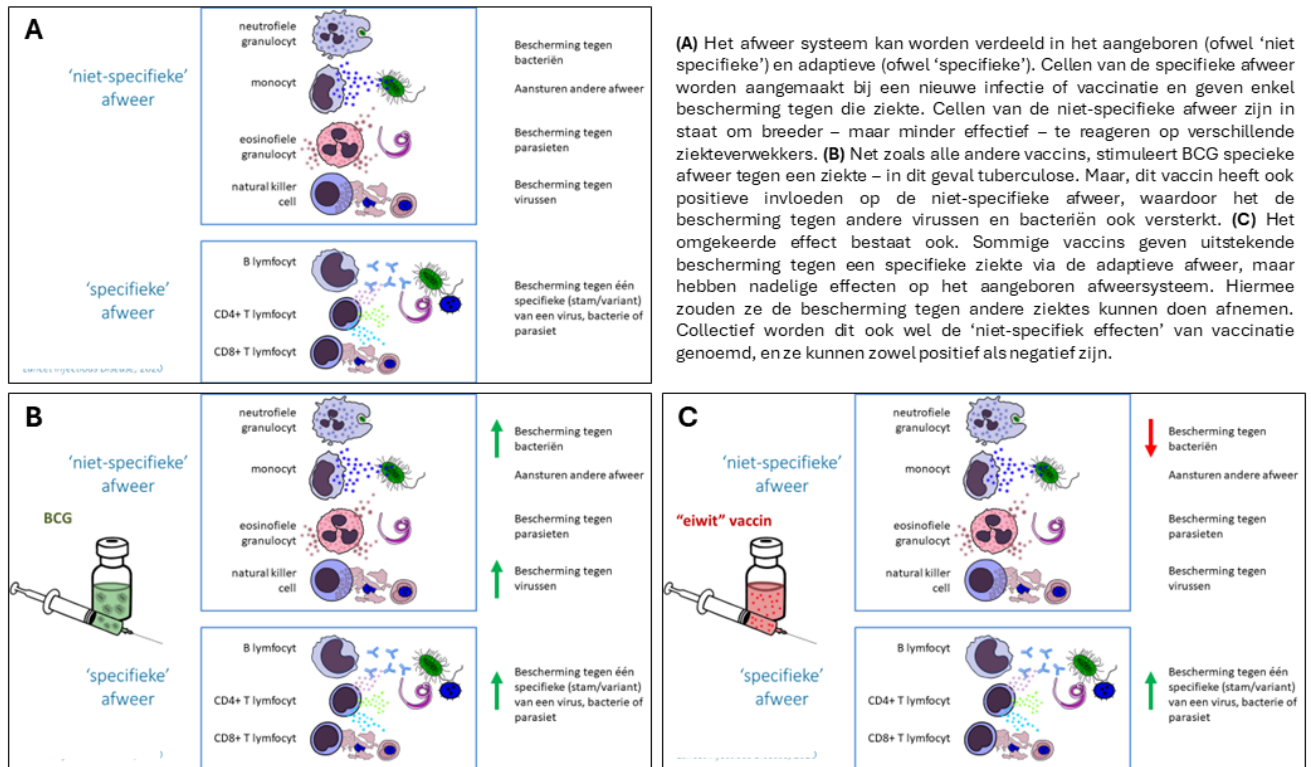 A
'niet-specifieke'
afweer
neutrofiele
granulocyt
monocyt
eosinofiele
granulocyt
natural killer
cell
Bescherming tegen
bacteriën
Aansturen andere afweer
Bescherming tegen
parasieten
Bescherming tegen
virussen
'specifieke'
afweer
B lymfocyt
CD4+ T lymfocyt
CD8+ T lymfocyt
Bescherming tegen één
specifieke (stam/variant)
van een virus, bacterie of
parasiet
(A) Het afweer systeem kan worden verdeeld in het aangeboren (ofwel 'niet
specifieke') en adaptieve (ofwel 'specifieke'). Cellen van de specifieke afweer
worden aangemaakt bij een nieuwe infectie of vaccinatie en geven enkel
bescherming tegen die ziekte. Cellen van de niet-specifieke afweer zijn in
staat om breeder – maar minder effectief – te reageren op verschillende
ziekteverwekkers. (B) Net zoals alle andere vaccins, stimuleert BCG specieke
afweer tegen een ziekte – in dit geval tuberculose. Maar, dit vaccin heeft ook
positieve invloeden op de niet-specifieke afweer, waardoor het de
bescherming tegen andere virussen en bacteriën ook versterkt. (C) Het
omgekeerde effect bestaat ook. Sommige vaccins geven uitstekende
bescherming tegen een specifieke ziekte via de adaptieve afweer, maar
hebben nadelige effecten op het aangeboren afweersysteem. Hiermee
zouden ze de bescherming tegen andere ziektes kunnen doen afnemen.
Collectief worden dit ook wel de 'niet-specifiek effecten' van vaccinatie
genoemd, en ze kunnen zowel positief als negatief zijn.
B
'niet-specifieke'
afweer
BCG
neutrofiele
granulocyt
monocyt
eosinofiele
granulocyt
natural killer
cell
Bescherming tegen
bacteriën
Aansturen andere afweer
Bescherming tegen
parasieten
Bescherming tegen
virussen
'specifieke'
afweer
B lymfocyt
CD4+ T lymfocyt
CD8+ T lymfocyt
Bescherming tegen één
specifieke (stam/variant)
van een virus, bacterie of
parasiet
C
'niet-specifieke'
afweer
"eiwit" vaccin
neutrofiele
granulocyt
monocyt
eosinofiele
granulocyt
natural killer
cell
Bescherming tegen
bacteriën
Aansturen andere afweer
Bescherming tegen
parasieten
Bescherming tegen
virussen
'specifieke'
afweer
B lymfocyt
CD4+ T lymfocyt
CD8+ T lymfocyt
Bescherming tegen één
specifieke (stam/variant)
van een virus, bacterie of
parasiet